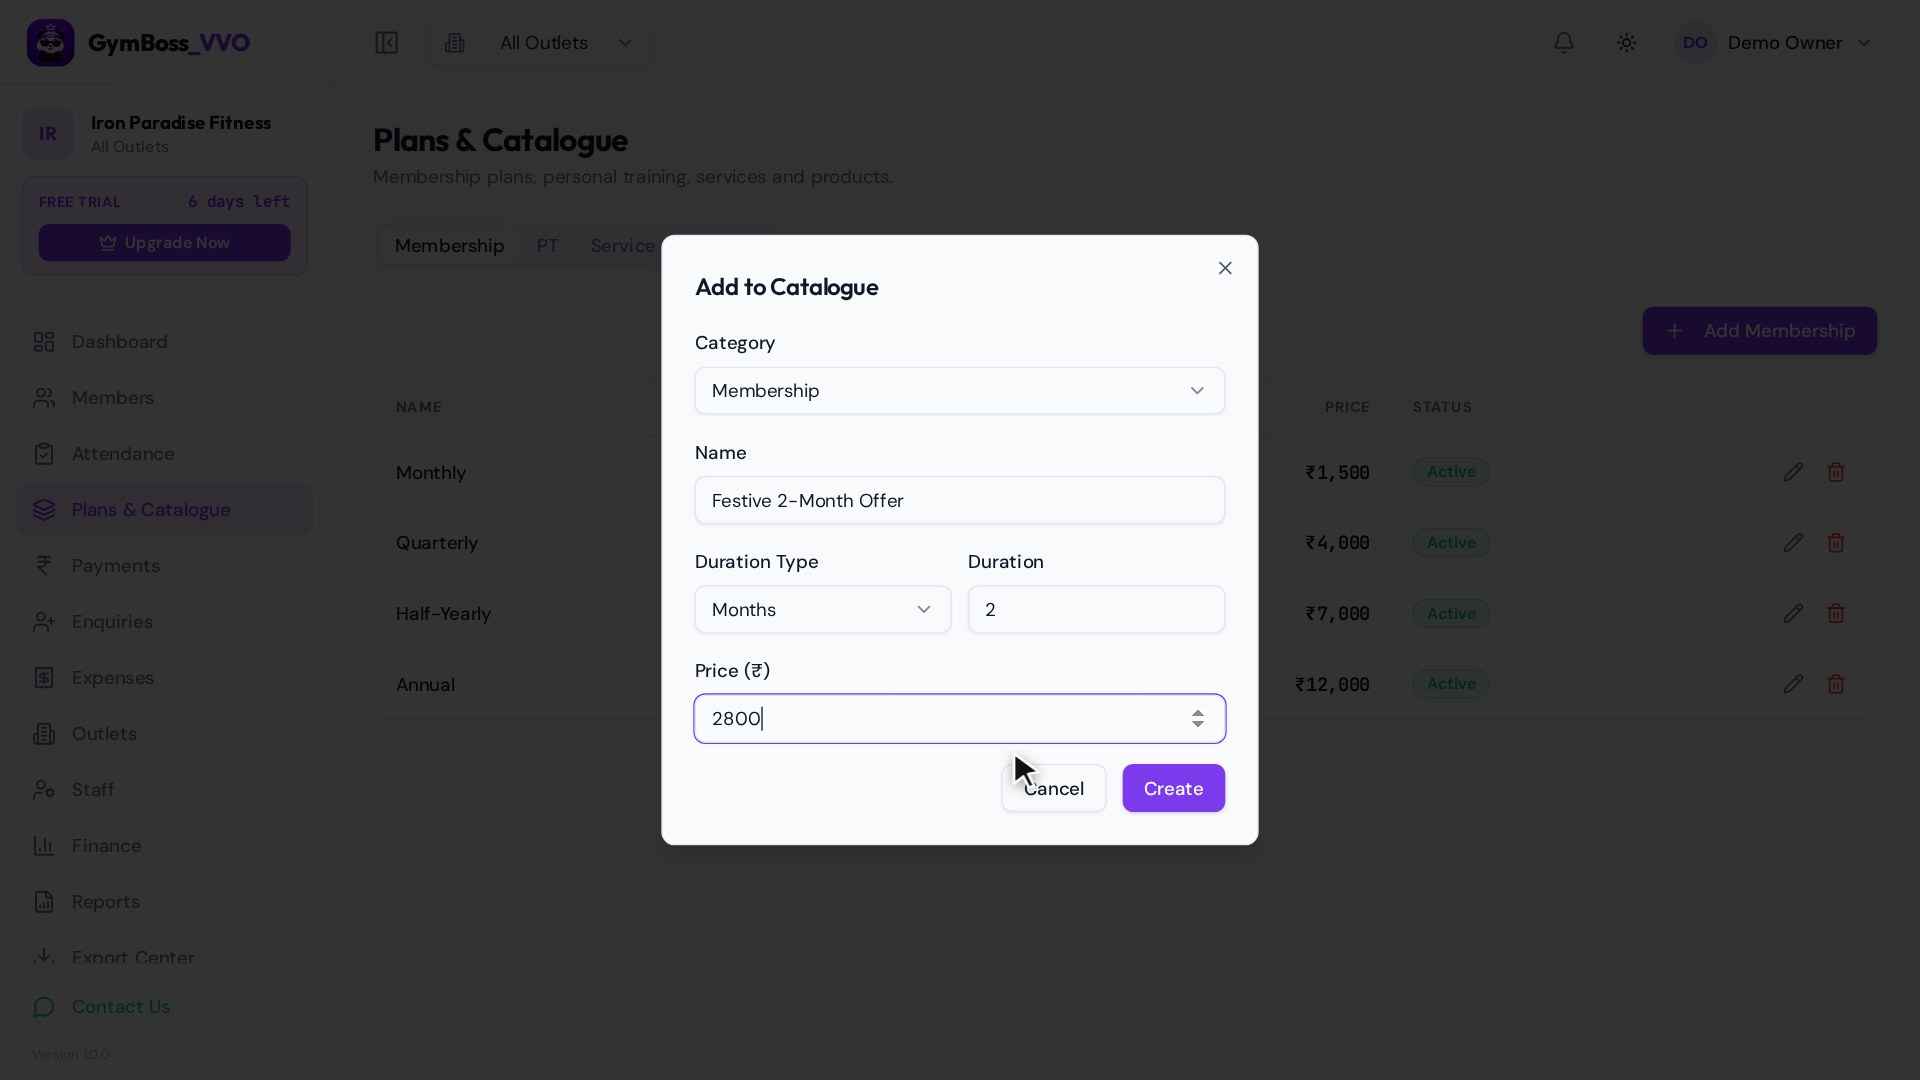 GymBoss_VVO
All Outlets
DO Demo Owner
IR
Iron Paradise Fitness
All Outlets
FREE TRIAL 6 days left
Upgrade Now
Dashboard
Members
Attendance
Plans & Catalogue
Payments
Enquiries
Expenses
Outlets
Staff
Finance
Reports
Export Center
Contact Us
Version 1.0.0
Plans & Catalogue
Membership plans, personal training, services and products.
Membership PT Service
+ Add Membership
NAME PRICE STATUS
Monthly ₹1,500 Active
Quarterly ₹4,000 Active
Half-Yearly ₹7,000 Active
Annual ₹12,000 Active
Add to Catalogue
Category
Membership
Name
Festive 2-Month Offer
Duration Type Duration
Months 2
Price (₹)
2800
Cancel Create